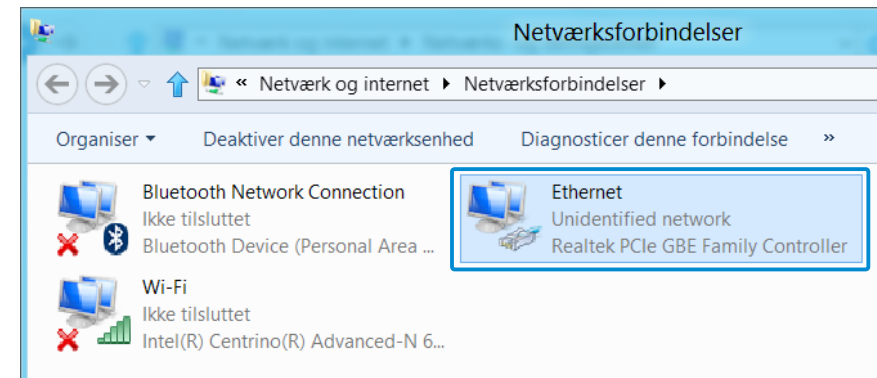 Netværksforbindelser
« Netværk og internet Netværksforbindelser
Organiser Deaktiver denne netværksenhed Diagnosticer denne forbindelse »
Bluetooth Network Connection
Ikke tilsluttet
Bluetooth Device (Personal Area ...
Ethernet
Unidentified network
Realtek PCIe GBE Family Controller
Wi-Fi
Ikke tilsluttet
Intel(R) Centrino(R) Advanced-N 6...